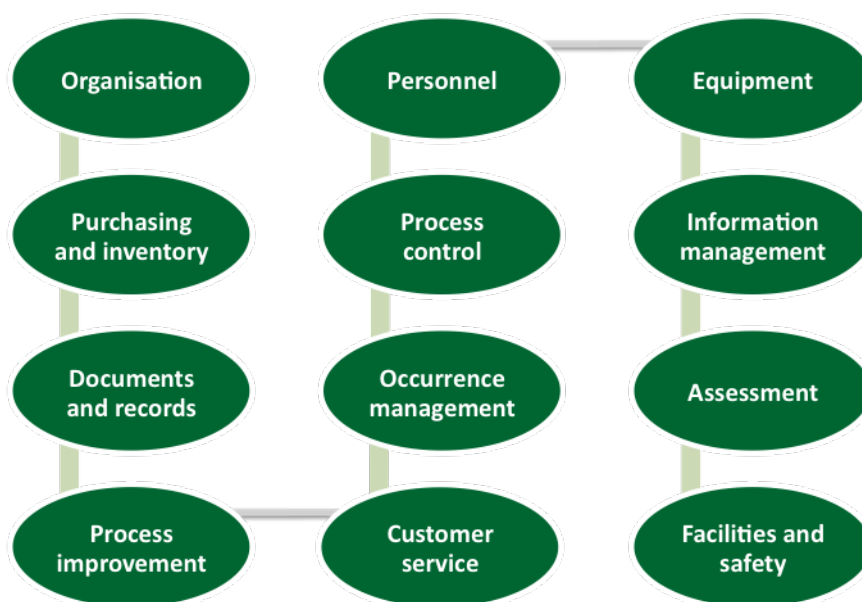 Organisation
Personnel
Equipment
Purchasing
and inventory
Process
control
Information
management
Documents
and records
Occurrence
management
Assessment
Process
improvement
Customer
service
Facilities and
safety